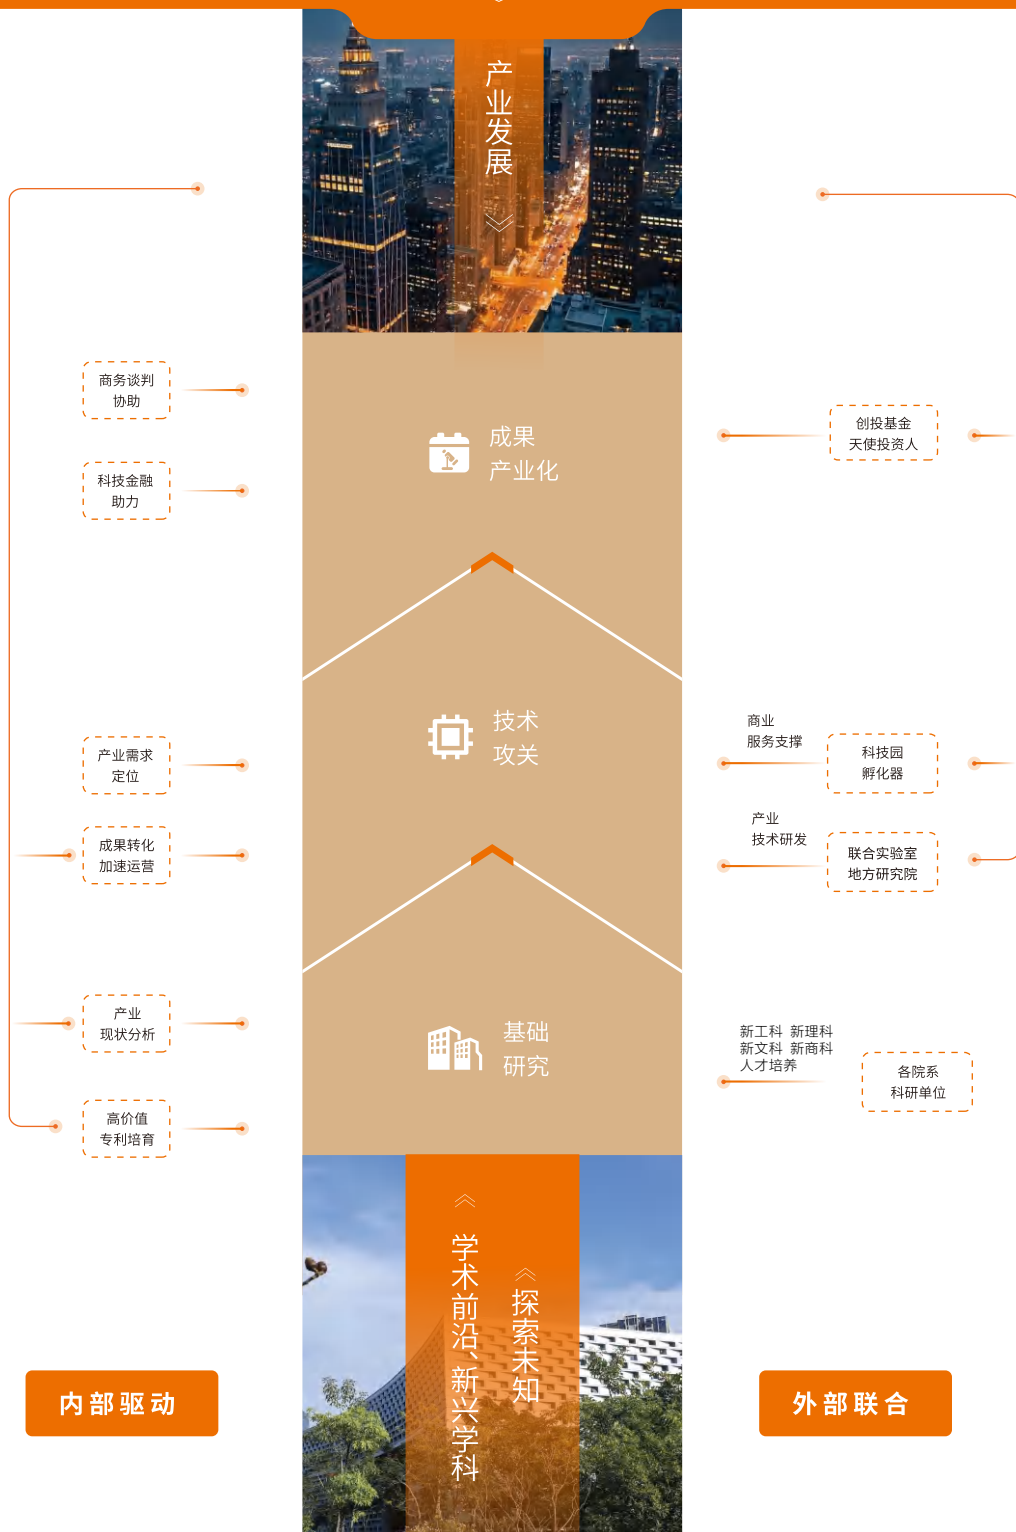 产业发展
商务谈判
协助
科技金融
助力
成果
产业化
创投基金
天使投资人
产业需求
定位
成果转化
加速运营
技术
攻关
商业
服务支撑
科技园
孵化器
产业
技术研发
联合实验室
地方研究院
产业
现状分析
高价值
专利培育
基础
研究
新工科 新理科
新文科 新商科
人才培养
各院系
科研单位
学术前沿、新兴学科
探索未知
内部驱动
外部联合